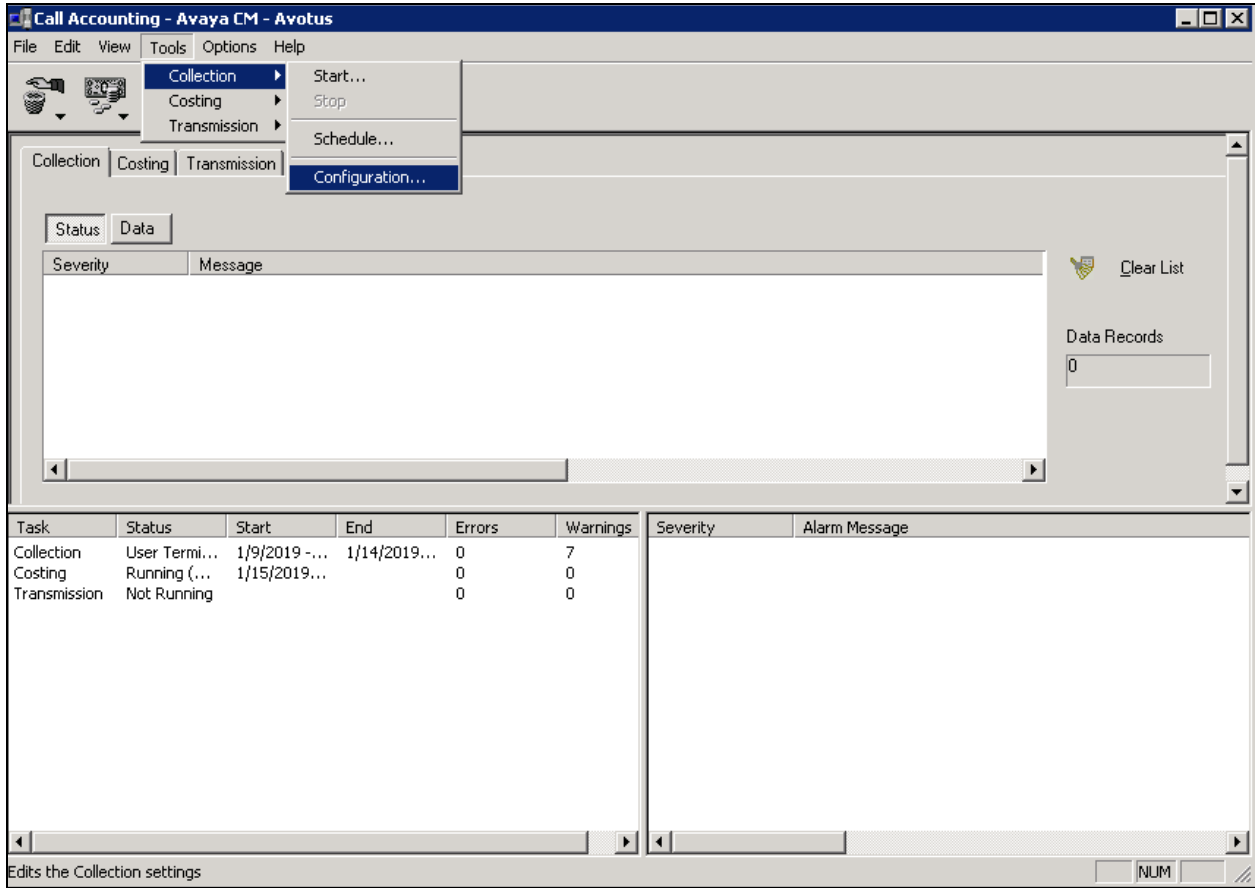 Call Accounting - Avaya CM - Avotus
File Edit View Tools Options Help
Collection
Costing
Transmission
Start...
Stop
Schedule...
Configuration...
Collection Costing Transmission
Status Data
Severity Message
Clear List
Data Records
0
Task Status Start End Errors Warnings
Collection User Termi... 1/9/2019 -... 1/14/2019... 0 7
Costing Running (... 1/15/2019... 0 0
Transmission Not Running 0 0
Severity Alarm Message
Edits the Collection settings
NUM